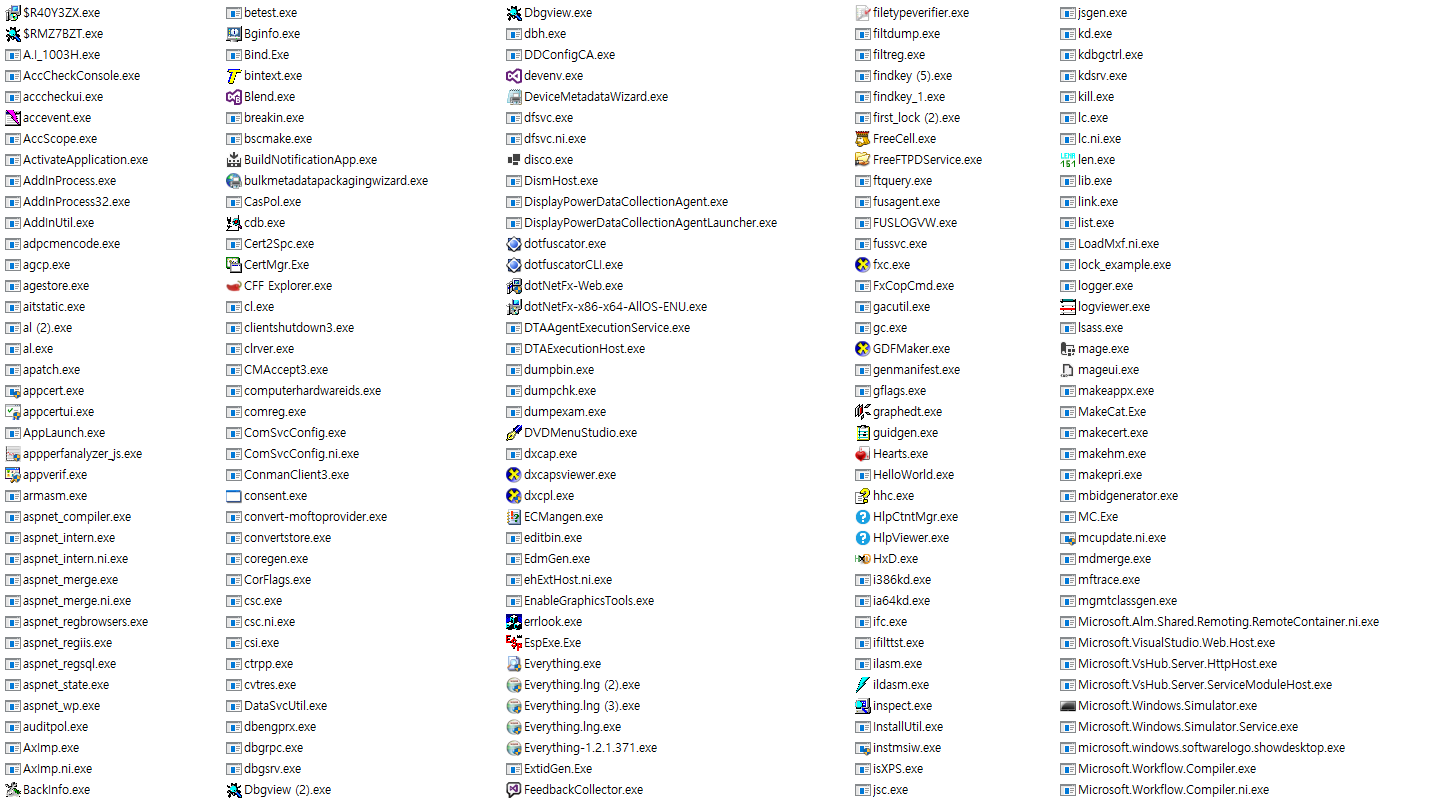 $R40Y3ZX.exe
$RMZ7BZT.exe
A.I_1003H.exe
AccCheckConsole.exe
acccheckui.exe
accevent.exe
AccScope.exe
ActivateApplication.exe
AddInProcess.exe
AddInProcess32.exe
AddInUtil.exe
adpcmencode.exe
agcp.exe
agestore.exe
aitstatic.exe
al (2).exe
al.exe
apatch.exe
appcert.exe
appcertui.exe
AppLaunch.exe
appperfanalyzer_js.exe
appverif.exe
armasm.exe
aspnet_compiler.exe
aspnet_intern.exe
aspnet_intern.ni.exe
aspnet_merge.exe
aspnet_merge.ni.exe
aspnet_regbrowsers.exe
aspnet_regiis.exe
aspnet_regsql.exe
aspnet_state.exe
aspnet_wp.exe
auditpol.exe
AxImp.exe
AxImp.ni.exe
BackInfo.exe
betest.exe
Bginfo.exe
Bind.Exe
bintext.exe
Blend.exe
breakin.exe
bscmake.exe
BuildNotificationApp.exe
bulkmetadatapackagingwizard.exe
CasPol.exe
cdb.exe
Cert2Spc.exe
CertMgr.Exe
CFF Explorer.exe
cl.exe
clientshutdown3.exe
clrver.exe
CMAccept3.exe
computerhardwareids.exe
comreg.exe
ComSvcConfig.exe
ComSvcConfig.ni.exe
ConmanClient3.exe
consent.exe
convert-moftoprovider.exe
convertstore.exe
coregen.exe
CorFlags.exe
csc.exe
csc.ni.exe
csi.exe
ctrpp.exe
cvtres.exe
DataSvcUtil.exe
dbengprx.exe
dbgrpc.exe
dbgsrv.exe
Dbgview (2).exe
Dbgview.exe
dbh.exe
DDConfigCA.exe
devenv.exe
DeviceMetadataWizard.exe
dfsvc.exe
dfsvc.ni.exe
disco.exe
DismHost.exe
DisplayPowerDataCollectionAgent.exe
DisplayPowerDataCollectionAgentLauncher.exe
dotfuscator.exe
dotfuscatorCLI.exe
dotNetFx-Web.exe
dotNetFx-x86-x64-AllOS-ENU.exe
DTAAgentExecutionService.exe
DTAExecutionHost.exe
dumpbin.exe
dumpchk.exe
dumpexam.exe
DVDMenuStudio.exe
dxcap.exe
dxcapsviewer.exe
dxcpl.exe
ECMangen.exe
editbin.exe
EdmGen.exe
ehExtHost.ni.exe
EnableGraphicsTools.exe
errlook.exe
EspExe.Exe
Everything.exe
Everything.lng (2).exe
Everything.lng (3).exe
Everything.lng.exe
Everything-1.2.1.371.exe
ExtidGen.Exe
FeedbackCollector.exe
filetypeverifier.exe
filtdump.exe
filtreg.exe
findkey (5).exe
findkey_1.exe
first_lock (2).exe
FreeCell.exe
FreeFTPDService.exe
ftquery.exe
fusagent.exe
FUSLOGVW.exe
fussvc.exe
fxc.exe
FxCopCmd.exe
gacutil.exe
gc.exe
GDFMaker.exe
genmanifest.exe
gflags.exe
graphedt.exe
guidgen.exe
Hearts.exe
HelloWorld.exe
hhc.exe
HlpCtntMgr.exe
HlpViewer.exe
HxD.exe
i386kd.exe
ia64kd.exe
ifc.exe
ifilttst.exe
ilasm.exe
ildasm.exe
inspect.exe
InstallUtil.exe
instmsiw.exe
isXPS.exe
jsc.exe
jsgen.exe
kd.exe
kdbgctrl.exe
kdsrv.exe
kill.exe
lc.exe
lc.ni.exe
len.exe
lib.exe
link.exe
list.exe
LoadMxf.ni.exe
lock_example.exe
logger.exe
logviewer.exe
lsass.exe
mage.exe
mageui.exe
makeappx.exe
MakeCat.Exe
makecert.exe
makehm.exe
makepri.exe
mbidgenerator.exe
MC.Exe
mcupdate.ni.exe
mdmerge.exe
mftrace.exe
mgmtclassgen.exe
Microsoft.Alm.Shared.Remoting.RemoteContainer.ni.exe
Microsoft.VisualStudio.Web.Host.exe
Microsoft.VsHub.Server.HttpHost.exe
Microsoft.VsHub.Server.ServiceModuleHost.exe
Microsoft.Windows.Simulator.exe
Microsoft.Windows.Simulator.Service.exe
microsoft.windows.softwarelogo.showdesktop.exe
Microsoft.Workflow.Compiler.exe
Microsoft.Workflow.Compiler.ni.exe